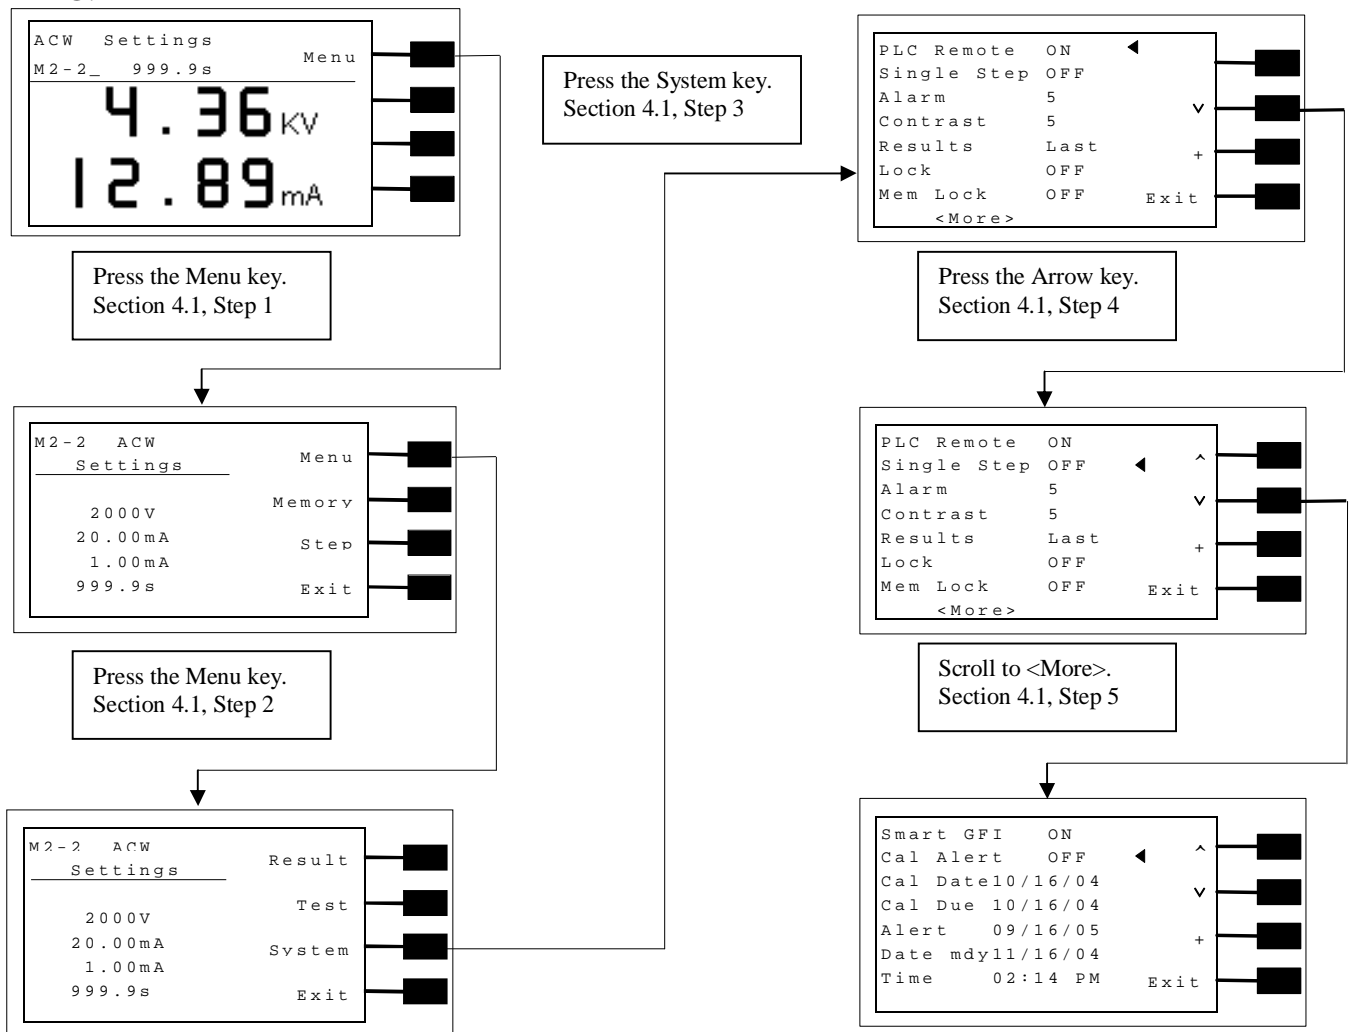 ACW Settings
Menu
M2-2_ 999.9s
4.36KV
12.89mA
Press the Menu key.
Section 4.1, Step 1
M2-2 ACW
Settings
Menu
Memory
2000V
20.00mA
Step
1.00mA
999.9s
Exit
Press the Menu key.
Section 4.1, Step 2
M2-2 ACW
Result
Settings
Test
2000V
20.00mA
System
1.00mA
999.9s
Exit
Press the System key.
Section 4.1, Step 3
PLC Remote ON
Single Step OFF
Alarm 5
v
Contrast 5
Results Last
+
Lock OFF
Mem Lock OFF
Exit
<More>
Press the Arrow key.
Section 4.1, Step 4
PLC Remote ON
^
Single Step OFF
Alarm 5
v
Contrast 5
Results Last
+
Lock OFF
Mem Lock OFF
Exit
<More>
Scroll to <More>.
Section 4.1, Step 5
Smart GFI ON
^
Cal Alert OFF
Cal Date10/16/04
v
Cal Due 10/16/04
Alert 09/16/05
+
Date mdy11/16/04
Time 02:14 PM
Exit